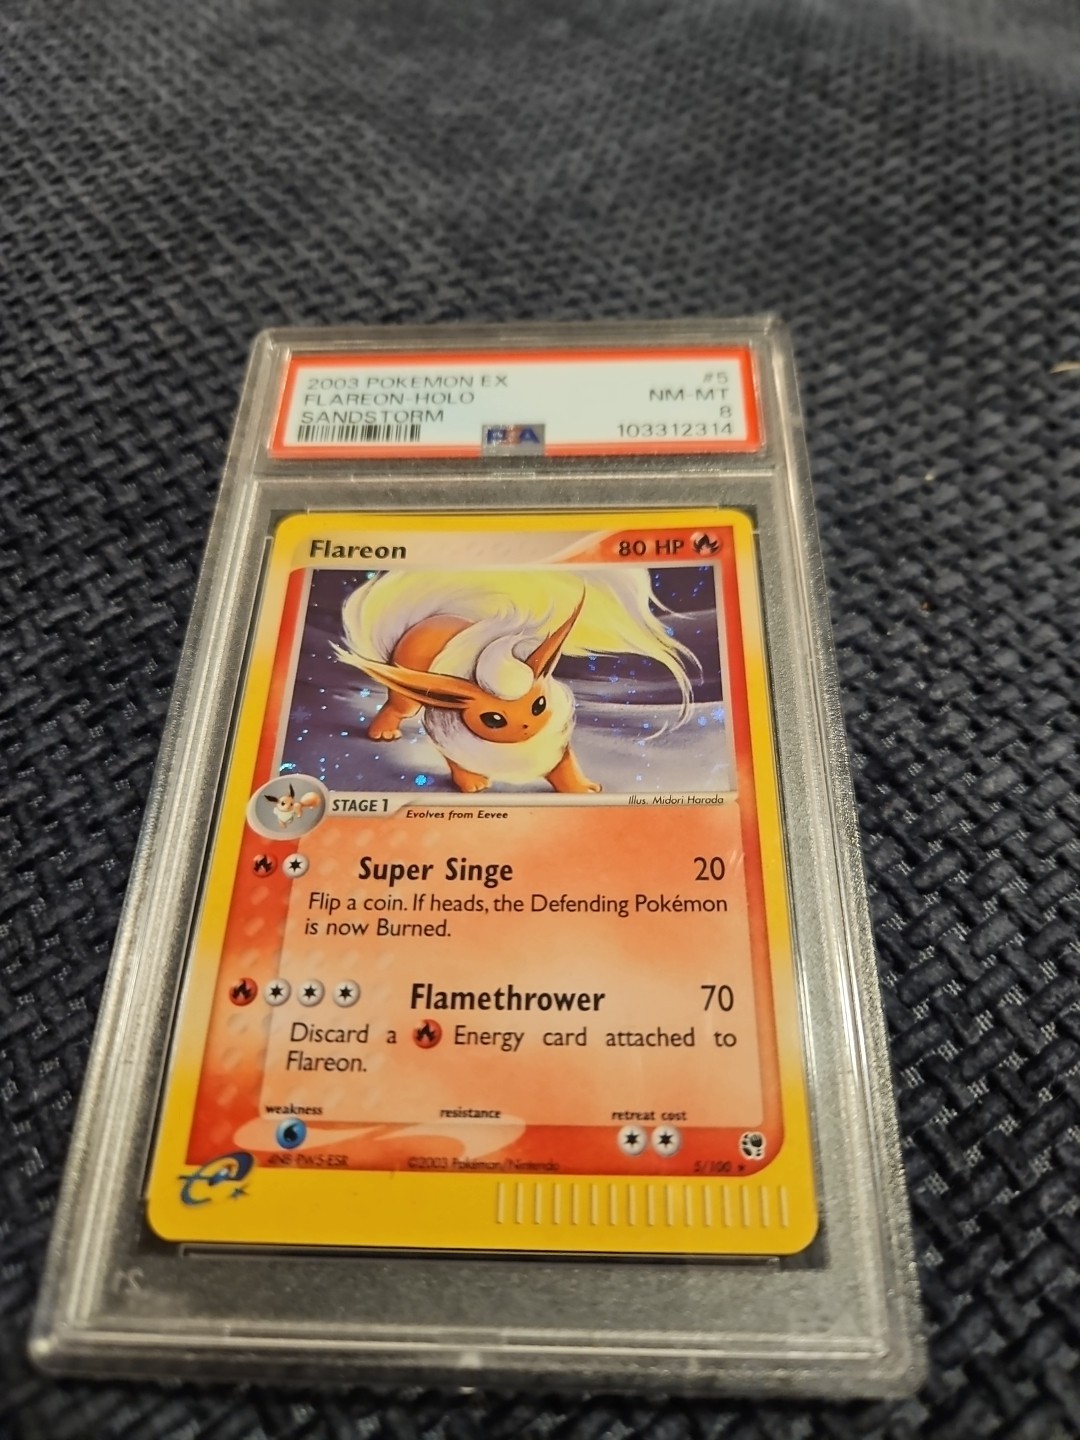 2003 POKEMON EX #5
FLAREON-HOLO NM-MT
SANDSTORM 8
PSA 103312314
Flareon 80 HP
STAGE 1 Illus. Midori Harada
Evolves from Eevee
Super Singe 20
Flip a coin. If heads, the Defending Pokémon
is now Burned.
Flamethrower 70
Discard a Energy card attached to
Flareon.
weakness resistance retreat cost
©2003 Pokémon/Nintendo 5/100